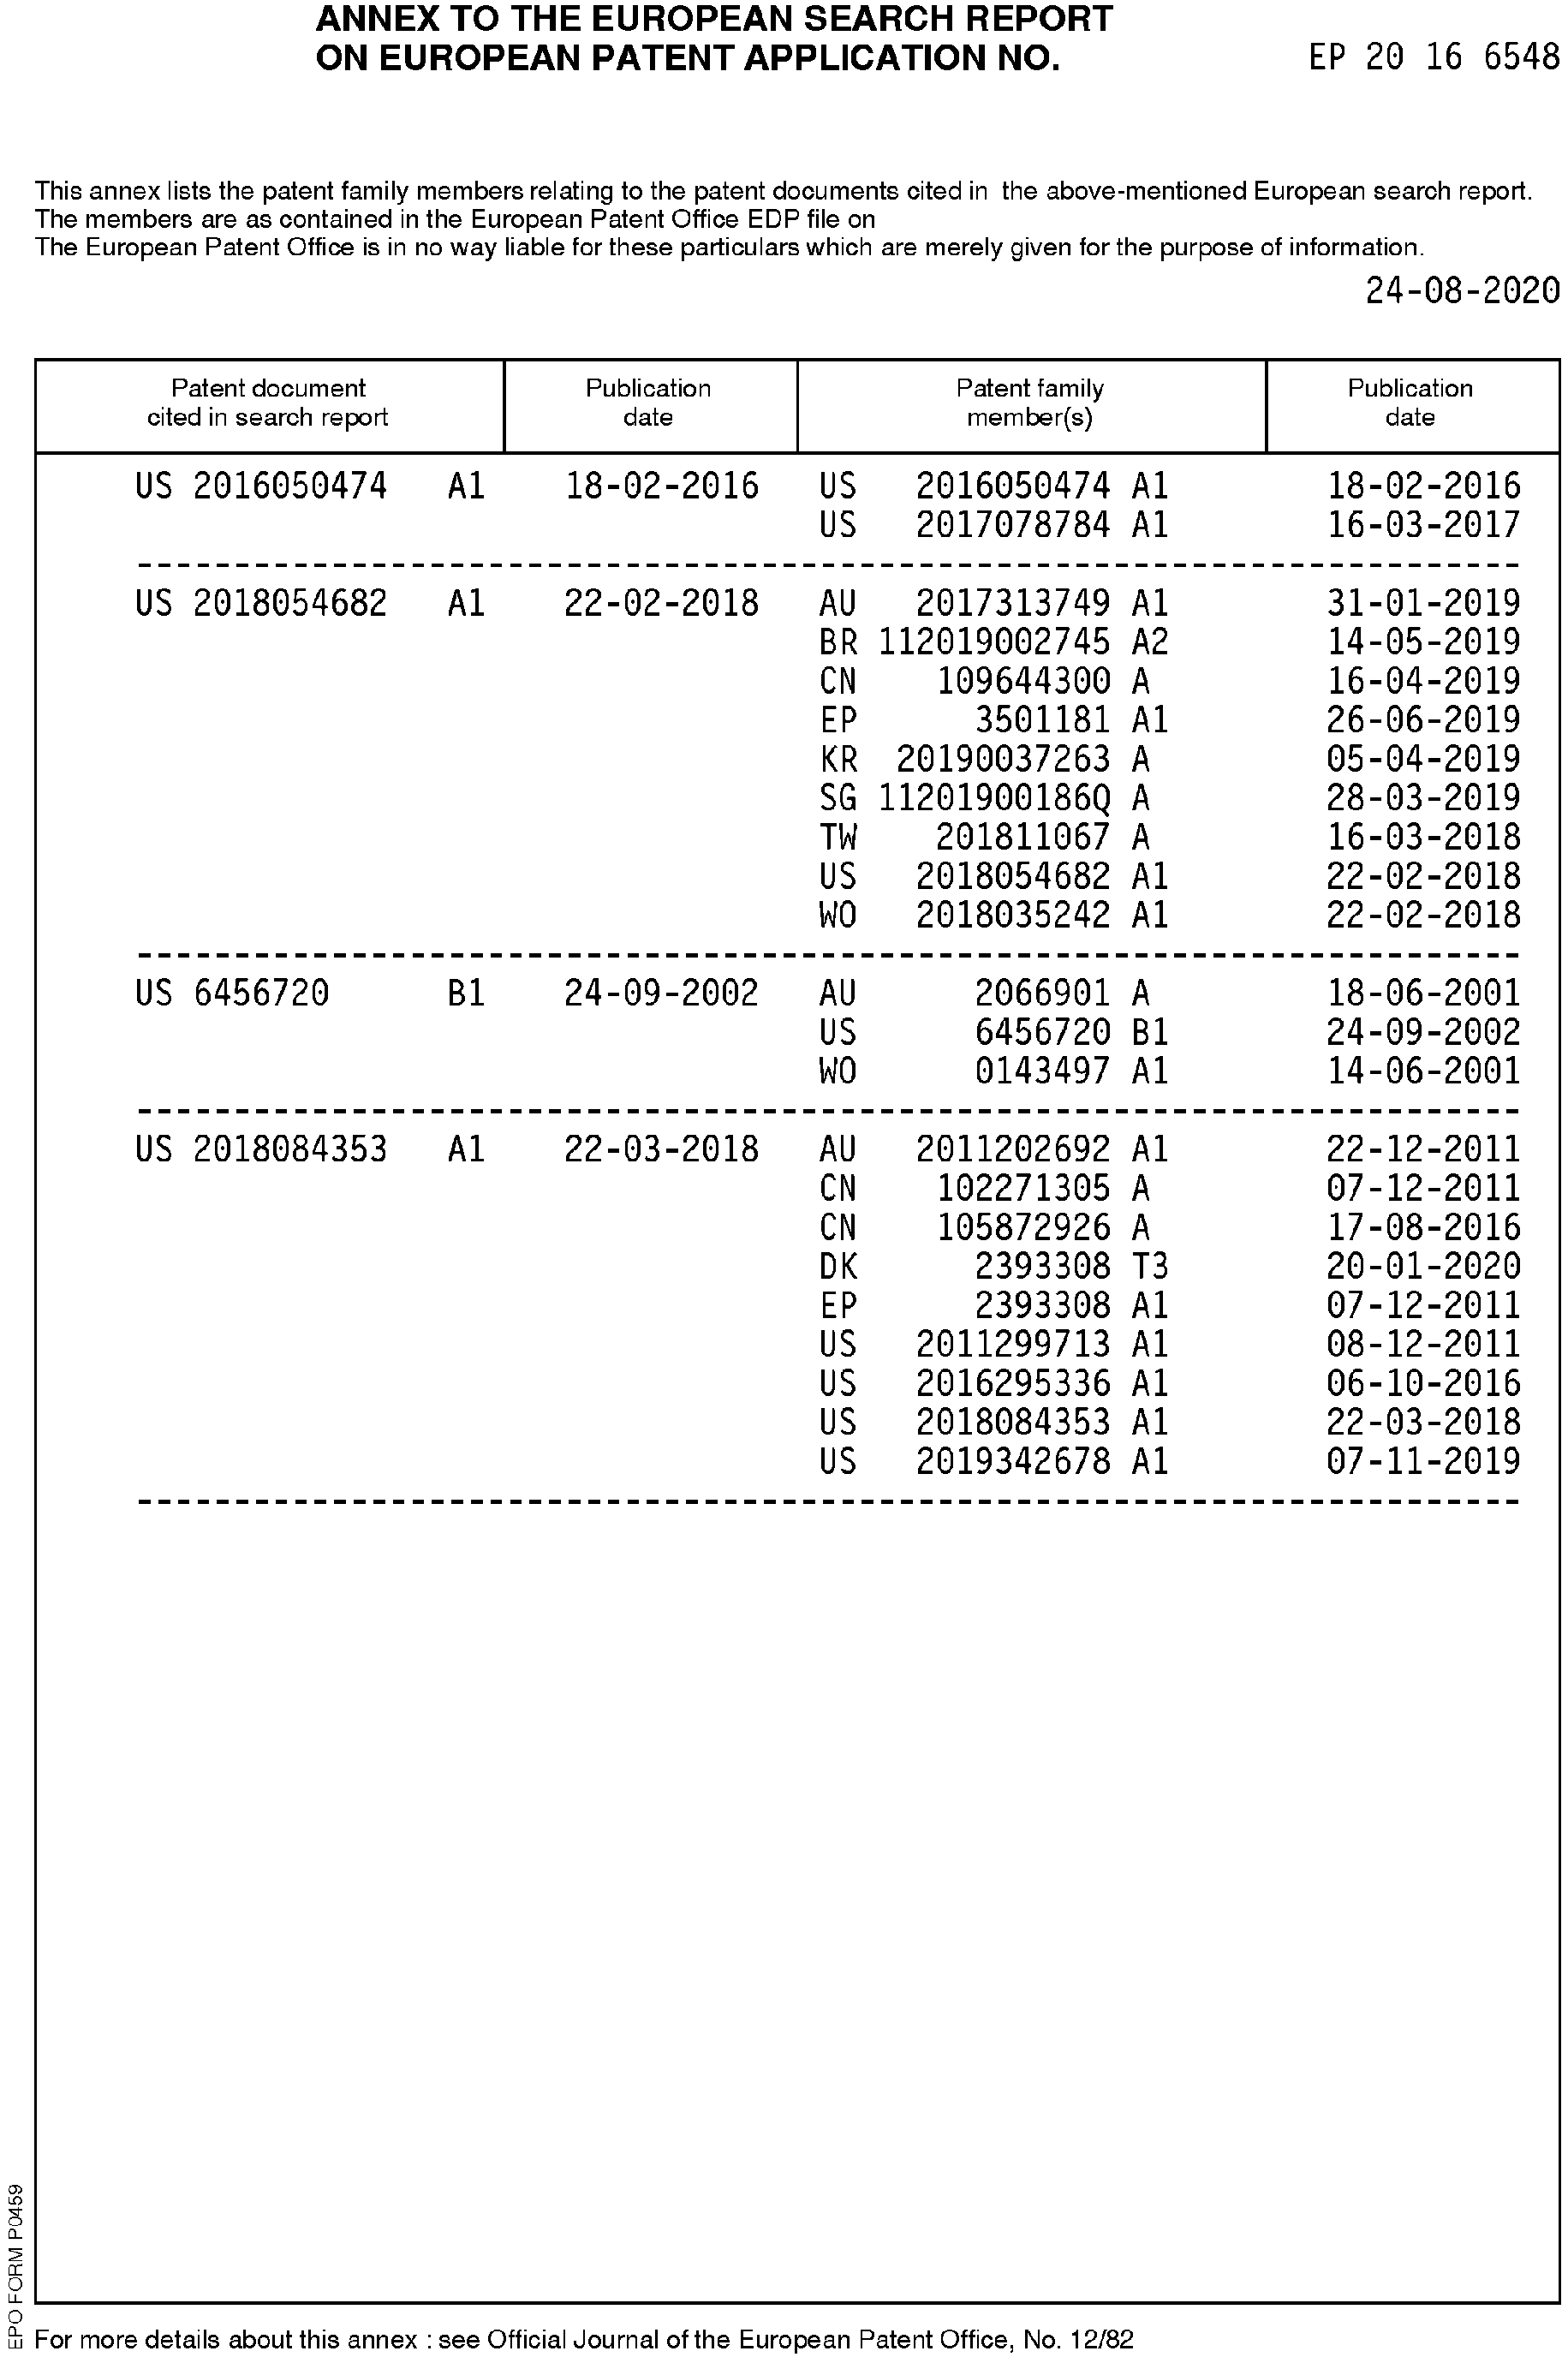 ANNEX TO THE EUROPEAN SEARCH REPORT
ON EUROPEAN PATENT APPLICATION NO. EP 20 16 6548
This annex lists the patent family members relating to the patent documents cited in the above-mentioned European search report.
The members are as contained in the European Patent Office EDP file on
The European Patent Office is in no way liable for these particulars which are merely given for the purpose of information.
24-08-2020
Patent document Publication Patent family Publication
cited in search report date member(s) date
US 2016050474 A1 18-02-2016 US 2016050474 A1 18-02-2016
US 2017078784 A1 16-03-2017
US 2018054682 A1 22-02-2018 AU 2017313749 A1 31-01-2019
BR 112019002745 A2 14-05-2019
CN 109644300 A 16-04-2019
EP 3501181 A1 26-06-2019
KR 20190037263 A 05-04-2019
SG 11201900186Q A 28-03-2019
TW 201811067 A 16-03-2018
US 2018054682 A1 22-02-2018
WO 2018035242 A1 22-02-2018
US 6456720 B1 24-09-2002 AU 2066901 A 18-06-2001
US 6456720 B1 24-09-2002
WO 0143497 A1 14-06-2001
US 2018084353 A1 22-03-2018 AU 2011202692 A1 22-12-2011
CN 102271305 A 07-12-2011
CN 105872926 A 17-08-2016
DK 2393308 T3 20-01-2020
EP 2393308 A1 07-12-2011
US 2011299713 A1 08-12-2011
US 2016295336 A1 06-10-2016
US 2018084353 A1 22-03-2018
US 2019342678 A1 07-11-2019
EPO FORM P0459
For more details about this annex : see Official Journal of the European Patent Office, No. 12/82